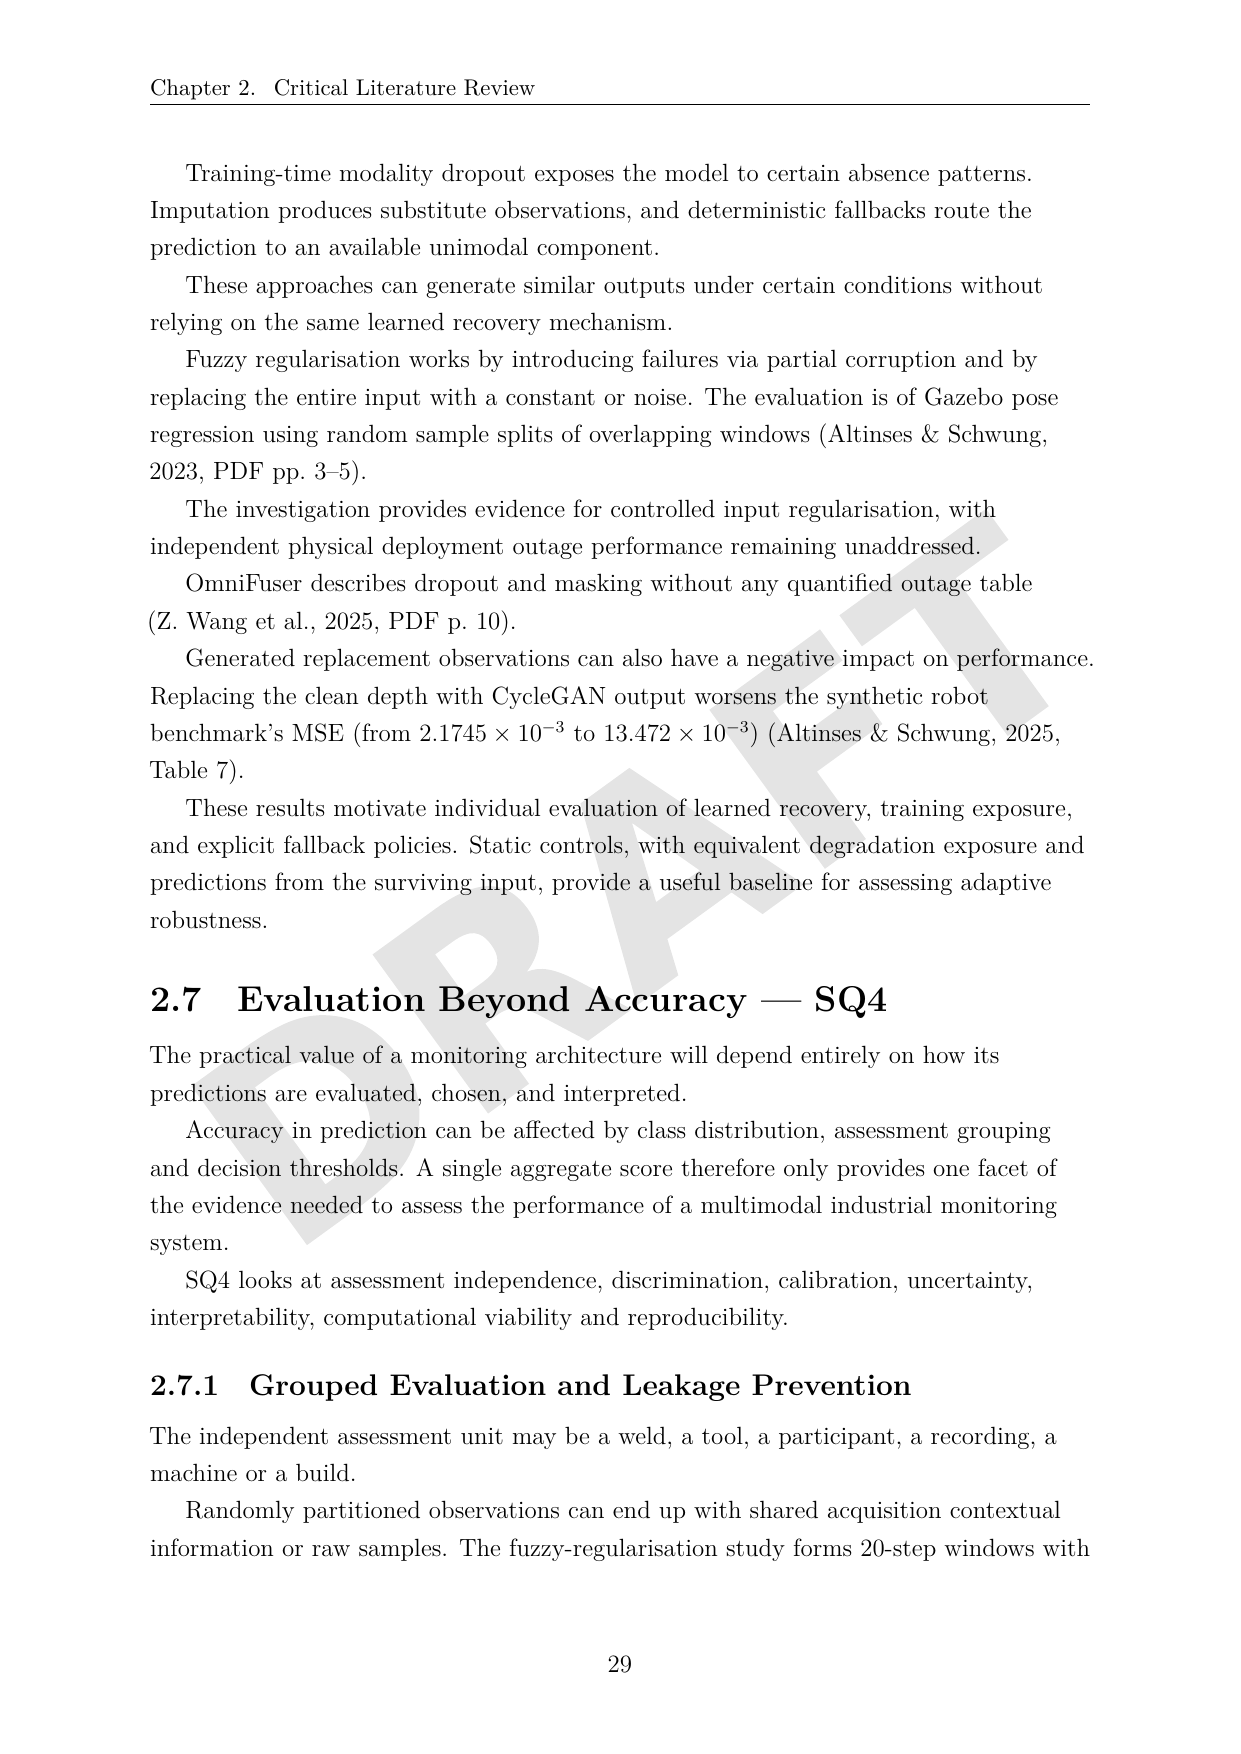 Chapter 2. Critical Literature Review
Training-time modality dropout exposes the model to certain absence patterns.
Imputation produces substitute observations, and deterministic fallbacks route the
prediction to an available unimodal component.
These approaches can generate similar outputs under certain conditions without
relying on the same learned recovery mechanism.
Fuzzy regularisation works by introducing failures via partial corruption and by
replacing the entire input with a constant or noise. The evaluation is of Gazebo pose
regression using random sample splits of overlapping windows (Altinses & Schwung,
2023, PDF pp. 3–5).
The investigation provides evidence for controlled input regularisation, with
independent physical deployment outage performance remaining unaddressed.
OmniFuser describes dropout and masking without any quantified outage table
(Z. Wang et al., 2025, PDF p. 10).
Generated replacement observations can also have a negative impact on performance.
Replacing the clean depth with CycleGAN output worsens the synthetic robot
benchmark's MSE (from 2.1745 × 10⁻³ to 13.472 × 10⁻³) (Altinses & Schwung, 2025,
Table 7).
These results motivate individual evaluation of learned recovery, training exposure,
and explicit fallback policies. Static controls, with equivalent degradation exposure and
predictions from the surviving input, provide a useful baseline for assessing adaptive
robustness.
2.7 Evaluation Beyond Accuracy — SQ4
The practical value of a monitoring architecture will depend entirely on how its
predictions are evaluated, chosen, and interpreted.
Accuracy in prediction can be affected by class distribution, assessment grouping
and decision thresholds. A single aggregate score therefore only provides one facet of
the evidence needed to assess the performance of a multimodal industrial monitoring
system.
SQ4 looks at assessment independence, discrimination, calibration, uncertainty,
interpretability, computational viability and reproducibility.
2.7.1 Grouped Evaluation and Leakage Prevention
The independent assessment unit may be a weld, a tool, a participant, a recording, a
machine or a build.
Randomly partitioned observations can end up with shared acquisition contextual
information or raw samples. The fuzzy-regularisation study forms 20-step windows with
29
DRAFT